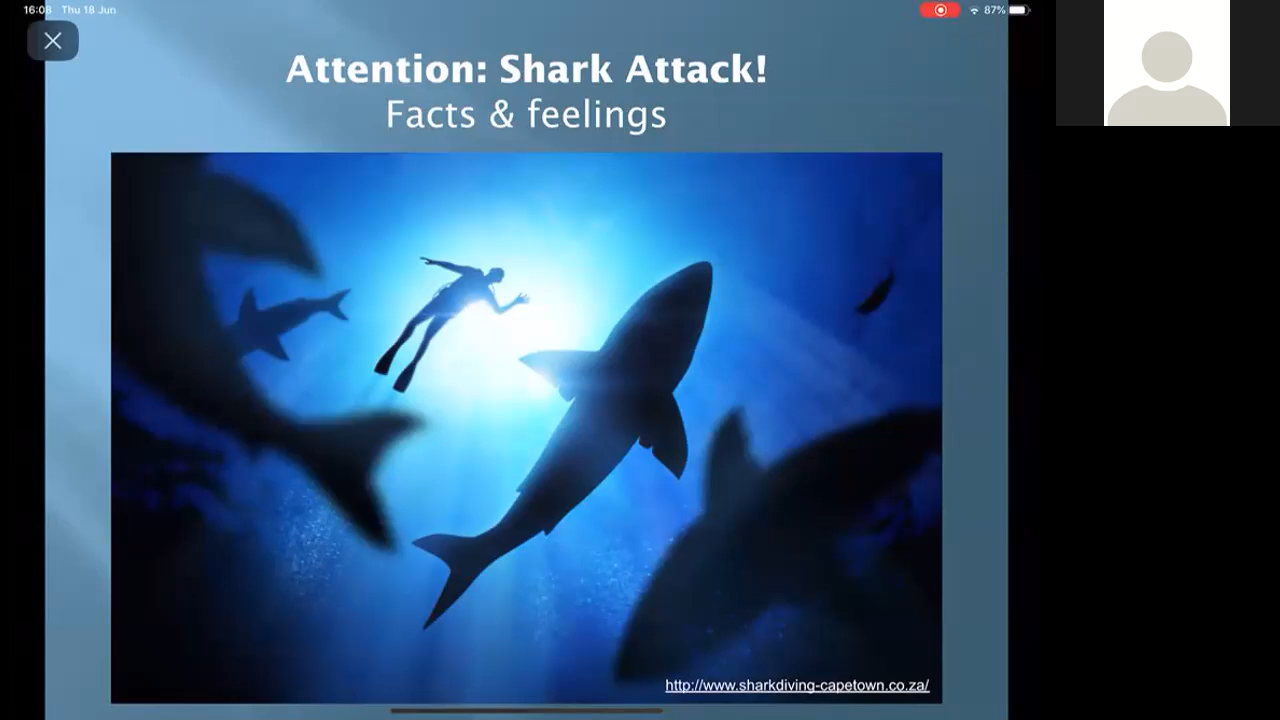 16:08 Thu 18 Jun
87%
Attention: Shark Attack!
Facts & feelings
http://www.sharkdiving-capetown.co.za/